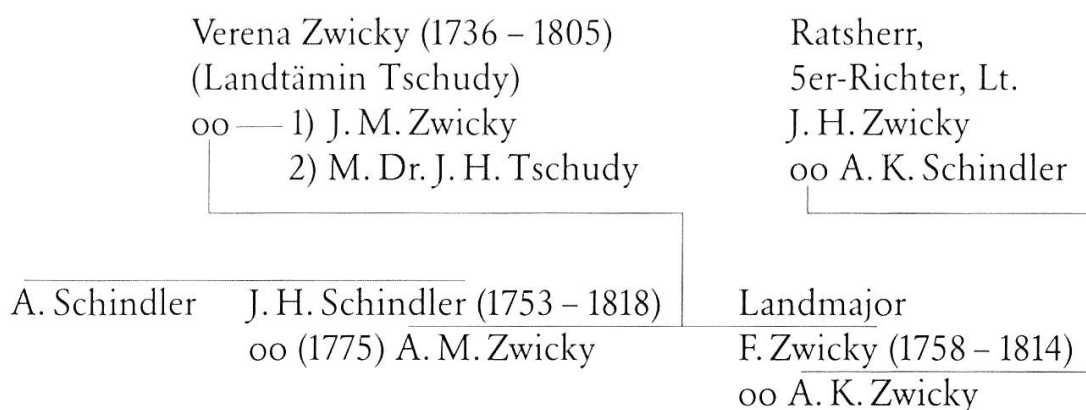 Verena Zwicky (1736 – 1805)
(Landtämin Tschudy)
oo — 1) J. M. Zwicky
2) M. Dr. J. H. Tschudy
Ratsherr,
5er-Richter, Lt.
J. H. Zwicky
oo A. K. Schindler
A. Schindler
J. H. Schindler (1753 – 1818)
oo (1775) A. M. Zwicky
Landmajor
F. Zwicky (1758 – 1814)
oo A. K. Zwicky